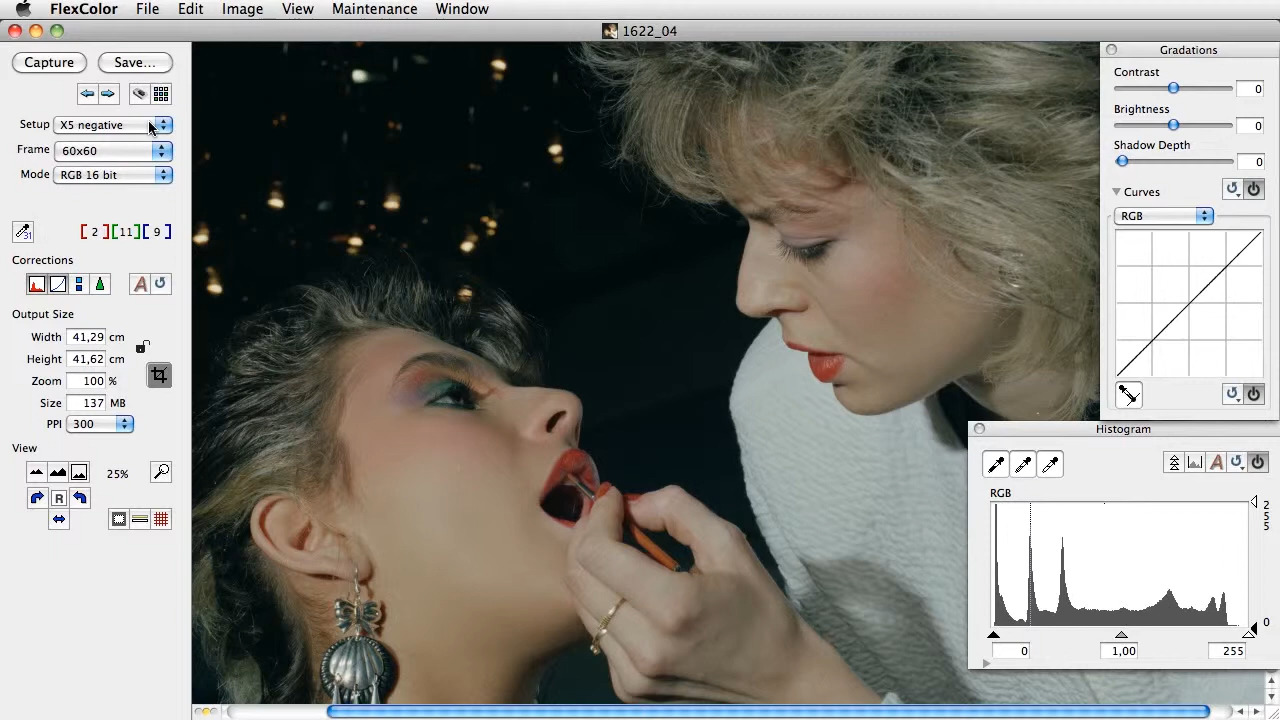 FlexColor File Edit Image View Maintenance Window
1622_04
Capture Save...
Setup X5 negative
Frame 60x60
Mode RGB 16 bit
[ 2 ] [11] [ 9 ]
Corrections
A
Output Size
Width 41,29 cm
Height 41,62 cm
Zoom 100 %
Size 137 MB
PPI 300
View
25%
R
Gradations
Contrast 0
Brightness 0
Shadow Depth 0
Curves
RGB
Histogram
A
RGB
255
0
0 1,00 255